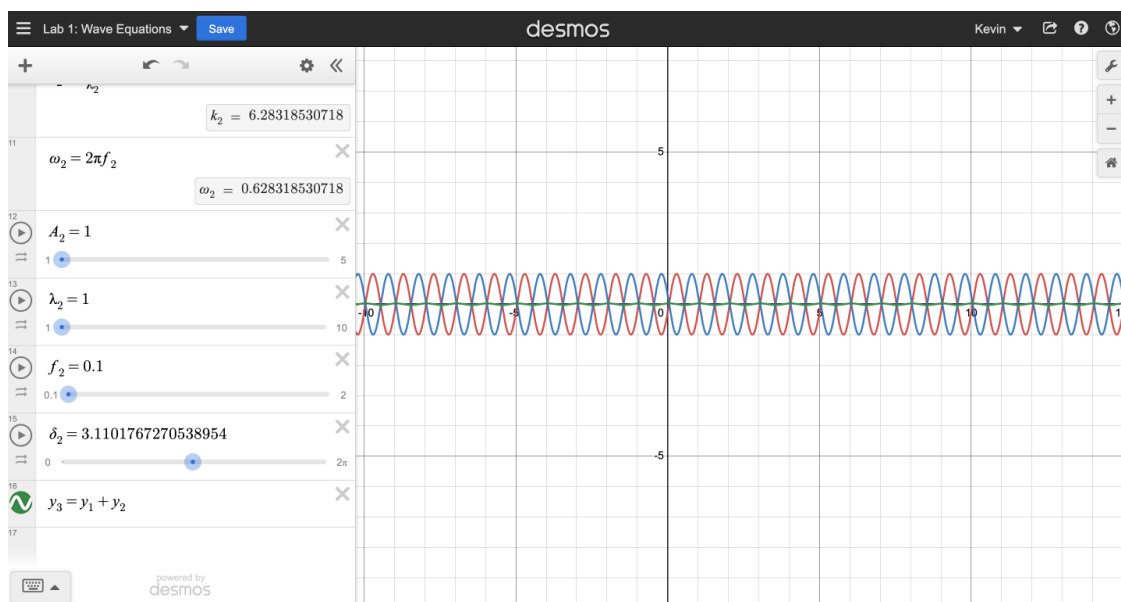 Lab 1: Wave Equations Save desmos Kevin
k₂ = 6.28318530718
11
ω₂ = 2πf₂
ω₂ = 0.628318530718
12
A₂ = 1
1 5
13
λ₂ = 1
1 10
14
f₂ = 0.1
0.1 2
15
δ₂ = 3.1101767270538954
0 2π
16
y₃ = y₁ + y₂
17
powered by
desmos
5
-10 -5 0 5 10
-5